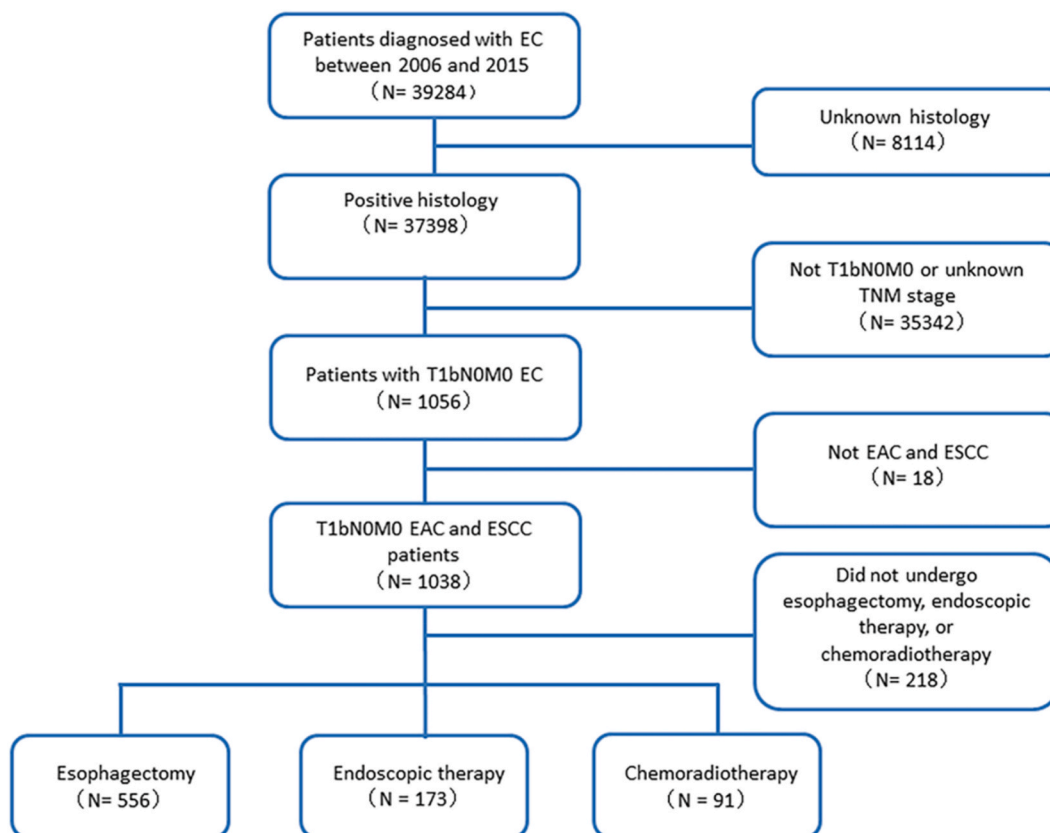 Patients diagnosed with EC
between 2006 and 2015
（N= 39284）
Unknown histology
（N= 8114）
Positive histology
（N= 37398）
Not T1bN0M0 or unknown
TNM stage
（N= 35342）
Patients with T1bN0M0 EC
（N= 1056）
Not EAC and ESCC
（N= 18）
T1bN0M0 EAC and ESCC
patients
（N= 1038）
Did not undergo
esophagectomy, endoscopic
therapy, or
chemoradiotherapy
（N= 218）
Esophagectomy
（N= 556）
Endoscopic therapy
（N = 173）
Chemoradiotherapy
（N = 91）